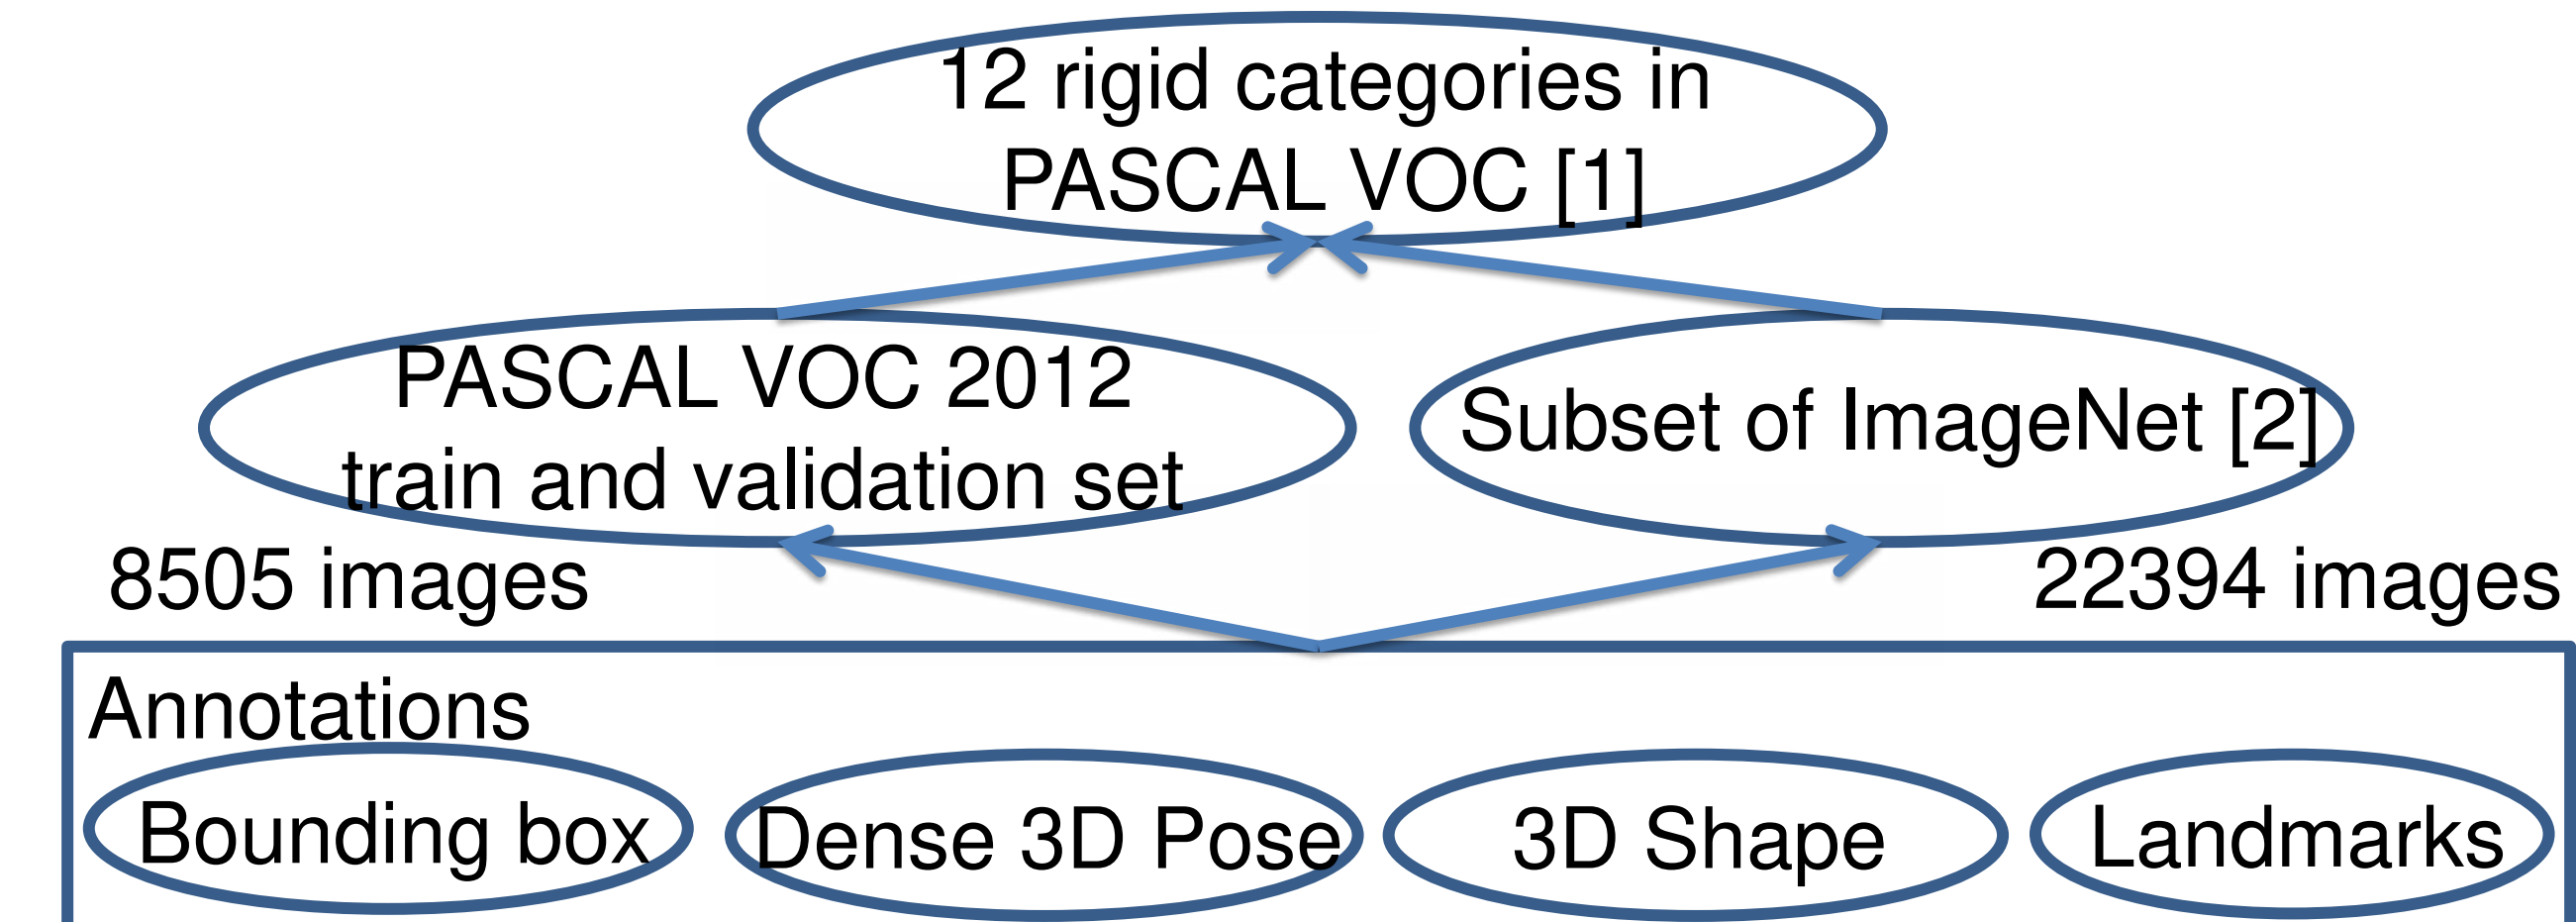 12 rigid categories in
PASCAL VOC [1]
PASCAL VOC 2012
train and validation set
Subset of ImageNet [2]
8505 images
22394 images
Annotations
Bounding box
Dense 3D Pose
3D Shape
Landmarks